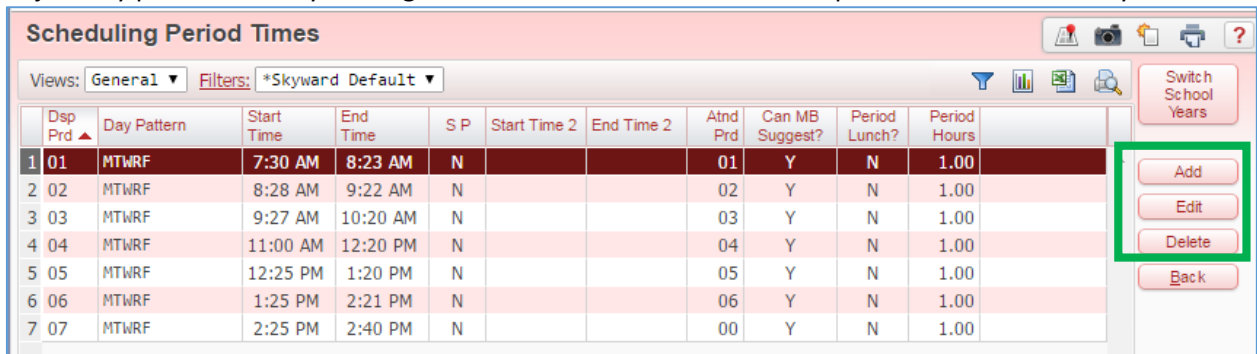 Scheduling Period Times ?
Views: General ▼ Filters: *Skyward Default ▼ Switch School Years
Dsp Prd ▲ Day Pattern Start Time End Time S P Start Time 2 End Time 2 Atnd Prd Can MB Suggest? Period Lunch? Period Hours
1 01 MTWRF 7:30 AM 8:23 AM N 01 Y N 1.00
2 02 MTWRF 8:28 AM 9:22 AM N 02 Y N 1.00
3 03 MTWRF 9:27 AM 10:20 AM N 03 Y N 1.00
4 04 MTWRF 11:00 AM 12:20 PM N 04 Y N 1.00
5 05 MTWRF 12:25 PM 1:20 PM N 05 Y N 1.00
6 06 MTWRF 1:25 PM 2:21 PM N 06 Y N 1.00
7 07 MTWRF 2:25 PM 2:40 PM N 00 Y N 1.00
Add
Edit
Delete
Back